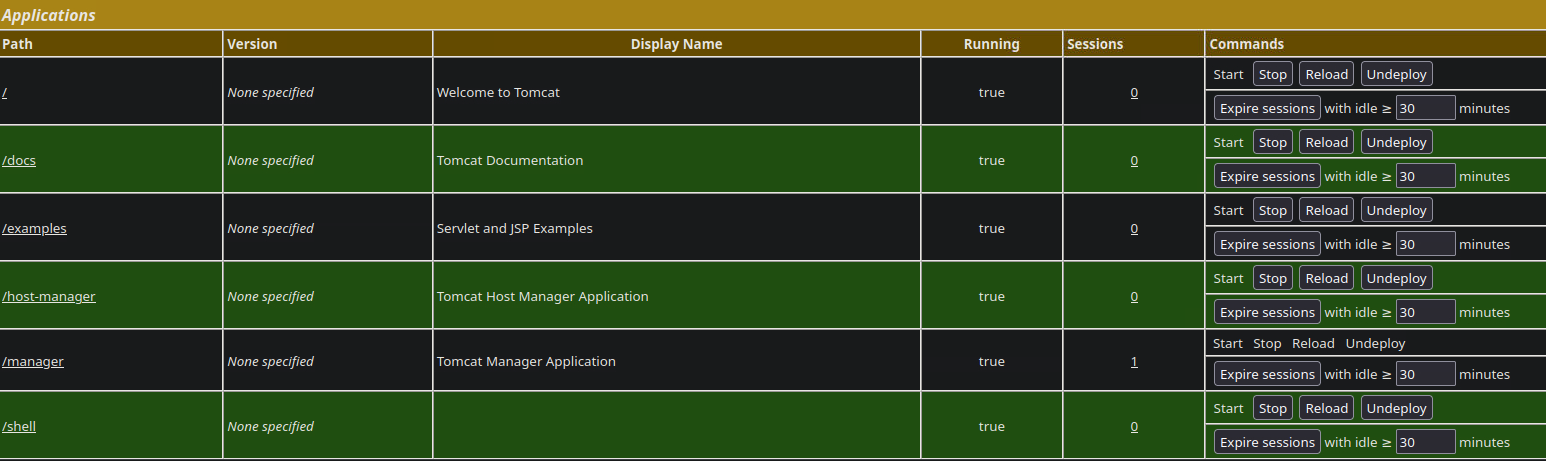 Applications
Path Version Display Name Running Sessions Commands
/ None specified Welcome to Tomcat true 0 Start Stop Reload Undeploy
Expire sessions with idle ≥ 30 minutes
/docs None specified Tomcat Documentation true 0 Start Stop Reload Undeploy
Expire sessions with idle ≥ 30 minutes
/examples None specified Servlet and JSP Examples true 0 Start Stop Reload Undeploy
Expire sessions with idle ≥ 30 minutes
/host-manager None specified Tomcat Host Manager Application true 0 Start Stop Reload Undeploy
Expire sessions with idle ≥ 30 minutes
/manager None specified Tomcat Manager Application true 1 Start Stop Reload Undeploy
Expire sessions with idle ≥ 30 minutes
/shell None specified true 0 Start Stop Reload Undeploy
Expire sessions with idle ≥ 30 minutes